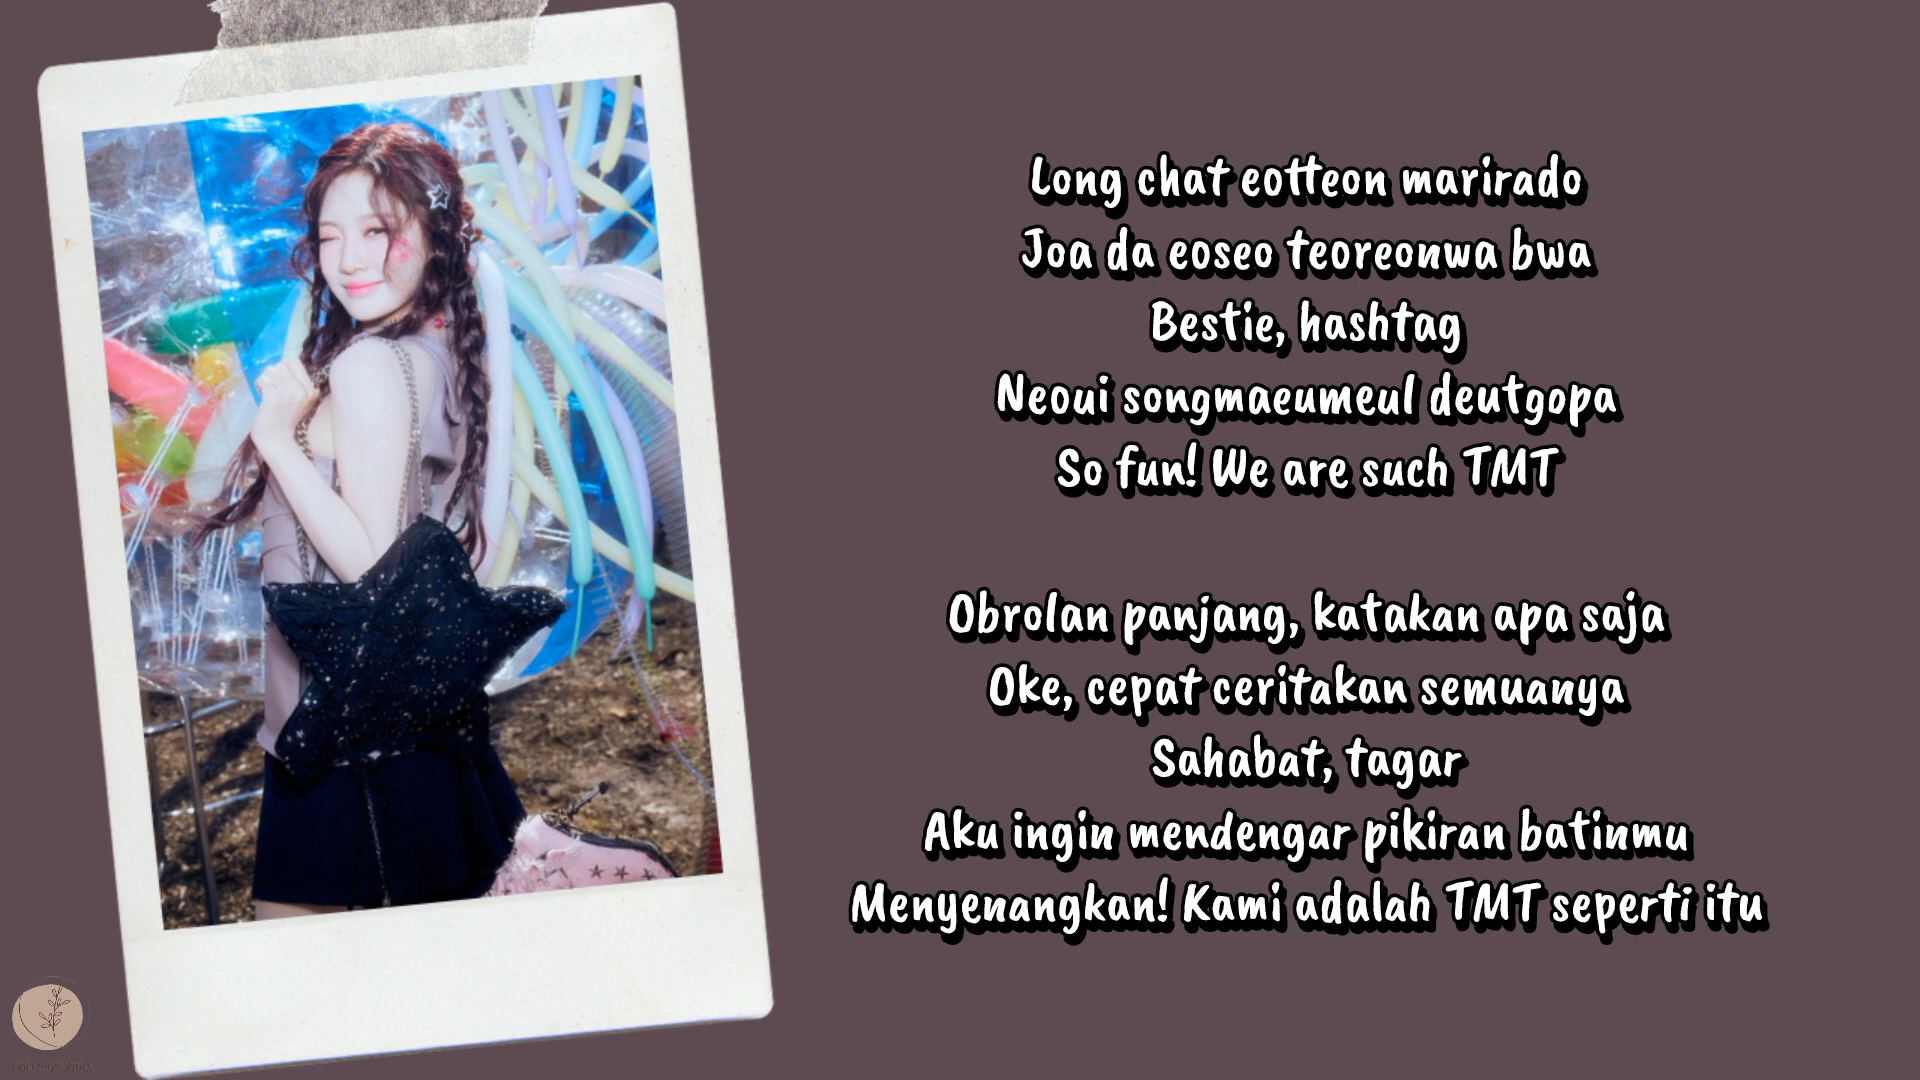 Long chat eotteon marirado
Joa da eoseo teoreonwa bwa
Bestie, hashtag
Neoui songmaeumeul deutgopa
So fun! We are such TMT
Obrolan panjang, katakan apa saja
Oke, cepat ceritakan semuanya
Sahabat, tagar
Aku ingin mendengar pikiran batinmu
Menyenangkan! Kami adalah TMT seperti itu